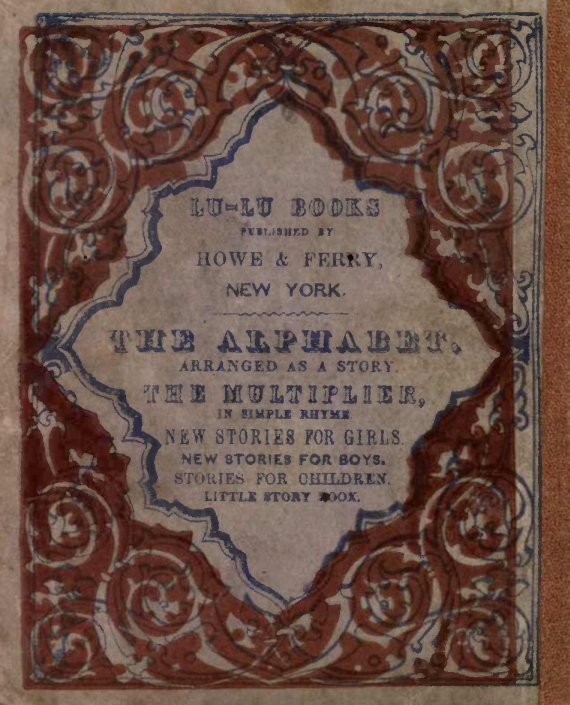 LU-LU BOOKS
PUBLISHED BY
HOWE & FERRY,
NEW YORK.
THE ALPHABET.
ARRANGED AS A STORY.
THE MULTIPLIER,
IN SIMPLE RHYME
NEW STORIES FOR GIRLS.
NEW STORIES FOR BOYS.
STORIES FOR CHILDREN.
LITTLE STORY BOOK.